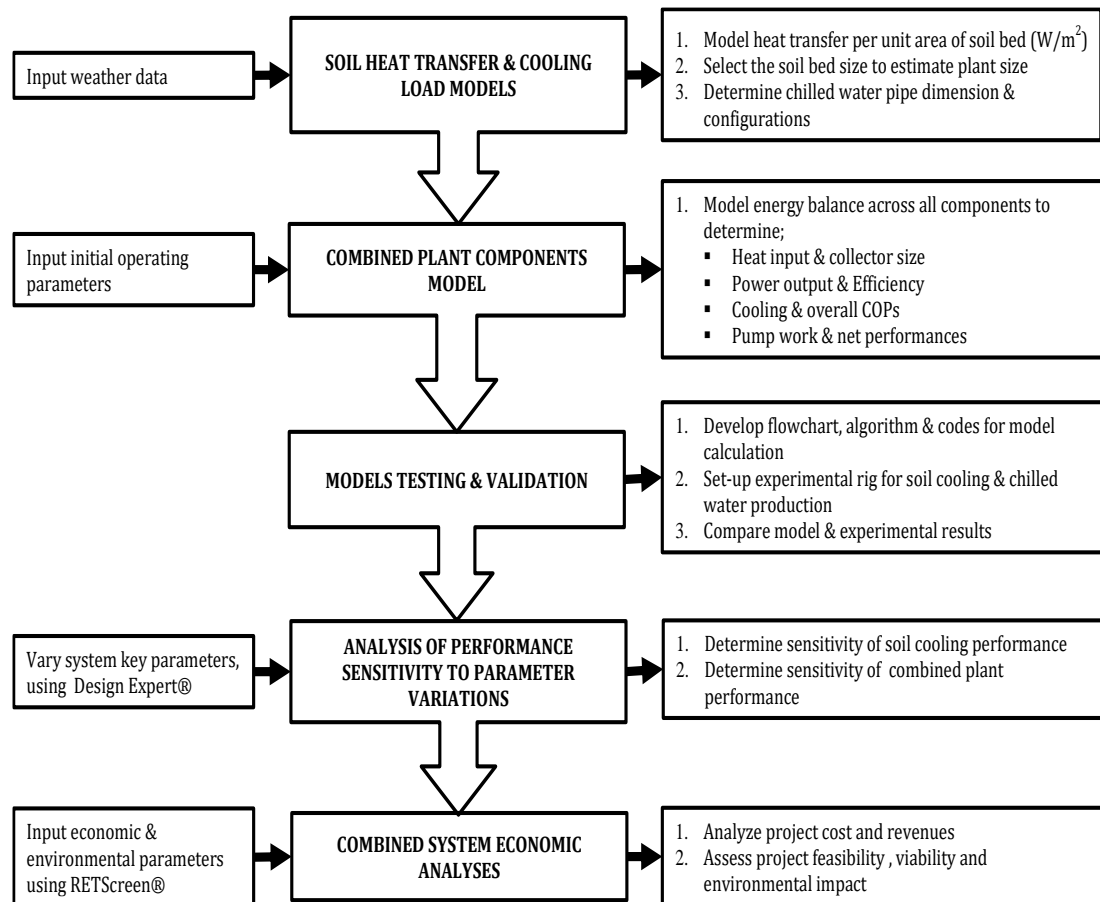 Input weather data
SOIL HEAT TRANSFER & COOLING
LOAD MODELS
1. Model heat transfer per unit area of soil bed (W/m²)
2. Select the soil bed size to estimate plant size
3. Determine chilled water pipe dimension &
configurations
Input initial operating
parameters
COMBINED PLANT COMPONENTS
MODEL
1. Model energy balance across all components to
determine;
▪ Heat input & collector size
▪ Power output & Efficiency
▪ Cooling & overall COPs
▪ Pump work & net performances
MODELS TESTING & VALIDATION
1. Develop flowchart, algorithm & codes for model
calculation
2. Set-up experimental rig for soil cooling & chilled
water production
3. Compare model & experimental results
Vary system key parameters,
using Design Expert®
ANALYSIS OF PERFORMANCE
SENSITIVITY TO PARAMETER
VARIATIONS
1. Determine sensitivity of soil cooling performance
2. Determine sensitivity of combined plant
performance
Input economic &
environmental parameters
using RETScreen®
COMBINED SYSTEM ECONOMIC
ANALYSES
1. Analyze project cost and revenues
2. Assess project feasibility , viability and
environmental impact